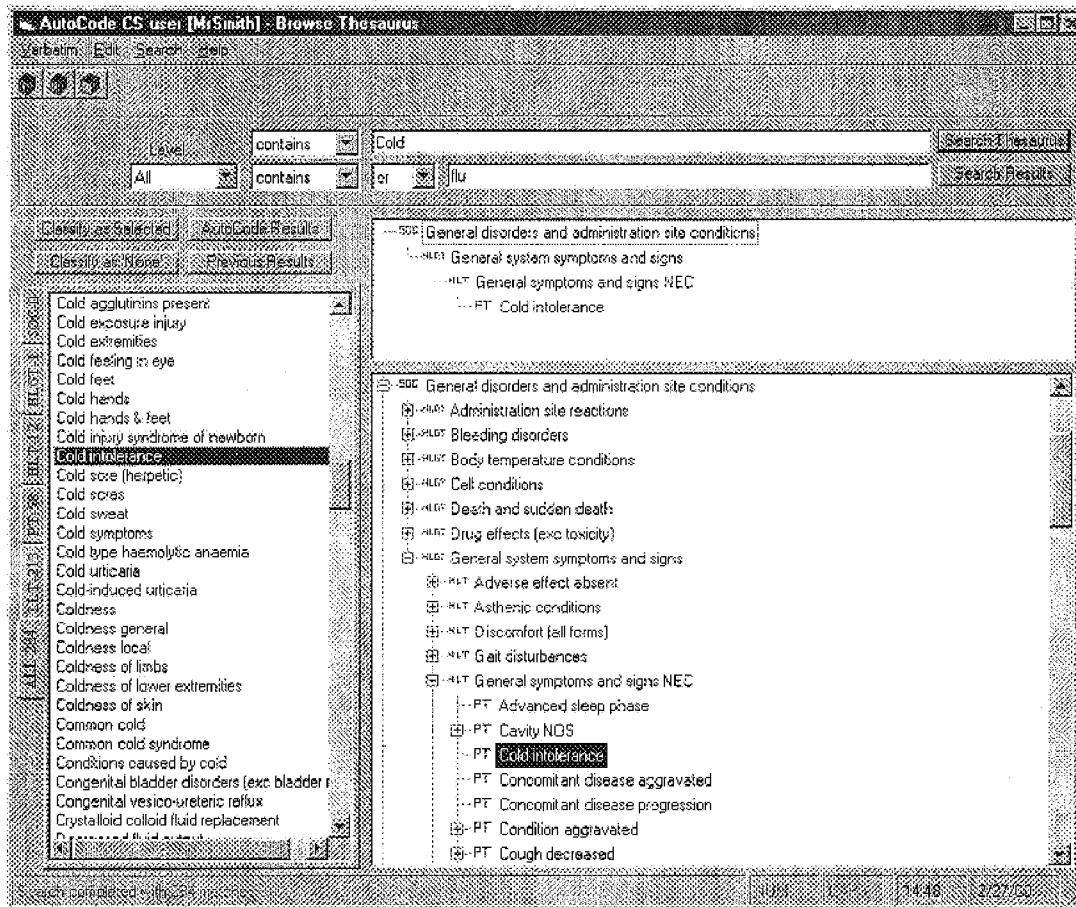 AutoCode CS user [MrSmith] - Browse Thesaurus
Verbatim Edit Search Help
Level
contains
Cold
Search Thesaurus
All
contains
or
flu
Search Results
Classify as Selected
AutoCode Results
Classify as 'None'
Previous Results
Cold agglutinins present
Cold exposure injury
Cold extremities
Cold feeling in eye
Cold feet
Cold hands
Cold hands & feet
Cold injury syndrome of newborn
Cold intolerance
Cold sore (herpetic)
Cold sores
Cold sweat
Cold symptoms
Cold type haemolytic anaemia
Cold urticaria
Cold-induced urticaria
Coldness
Coldness general
Coldness local
Coldness of limbs
Coldness of lower extremities
Coldness of skin
Common cold
Common cold syndrome
Conditions caused by cold
Congenital bladder disorders (exc bladder
Congenital vesico-ureteric reflux
Crystalloid colloid fluid replacement
Decreased fluid output
SOC General disorders and administration site conditions
HLGT General system symptoms and signs
HLT General symptoms and signs NEC
PT Cold intolerance
SOC General disorders and administration site conditions
HLGT Administration site reactions
HLGT Bleeding disorders
HLGT Body temperature conditions
HLGT Cell conditions
HLGT Death and sudden death
HLGT Drug effects (exc toxicity)
HLGT General system symptoms and signs
HLT Adverse effect absent
HLT Asthenic conditions
HLT Discomfort (all forms)
HLT Gait disturbances
HLT General symptoms and signs NEC
PT Advanced sleep phase
PT Cavity NOS
PT Cold intolerance
PT Concomitant disease aggravated
PT Concomitant disease progression
PT Condition aggravated
PT Cough decreased
Search completed with 294 matches
NUM
14:48